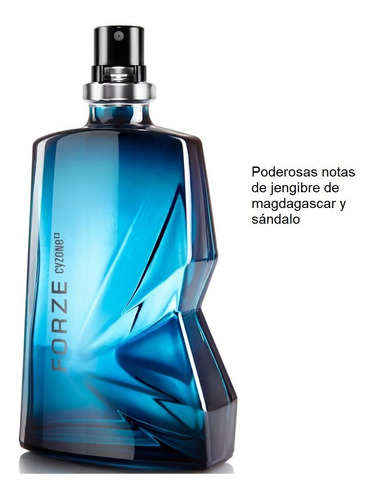 Poderosas notas
de jengibre de
magdagascar y
sándalo
FORZE cyzone